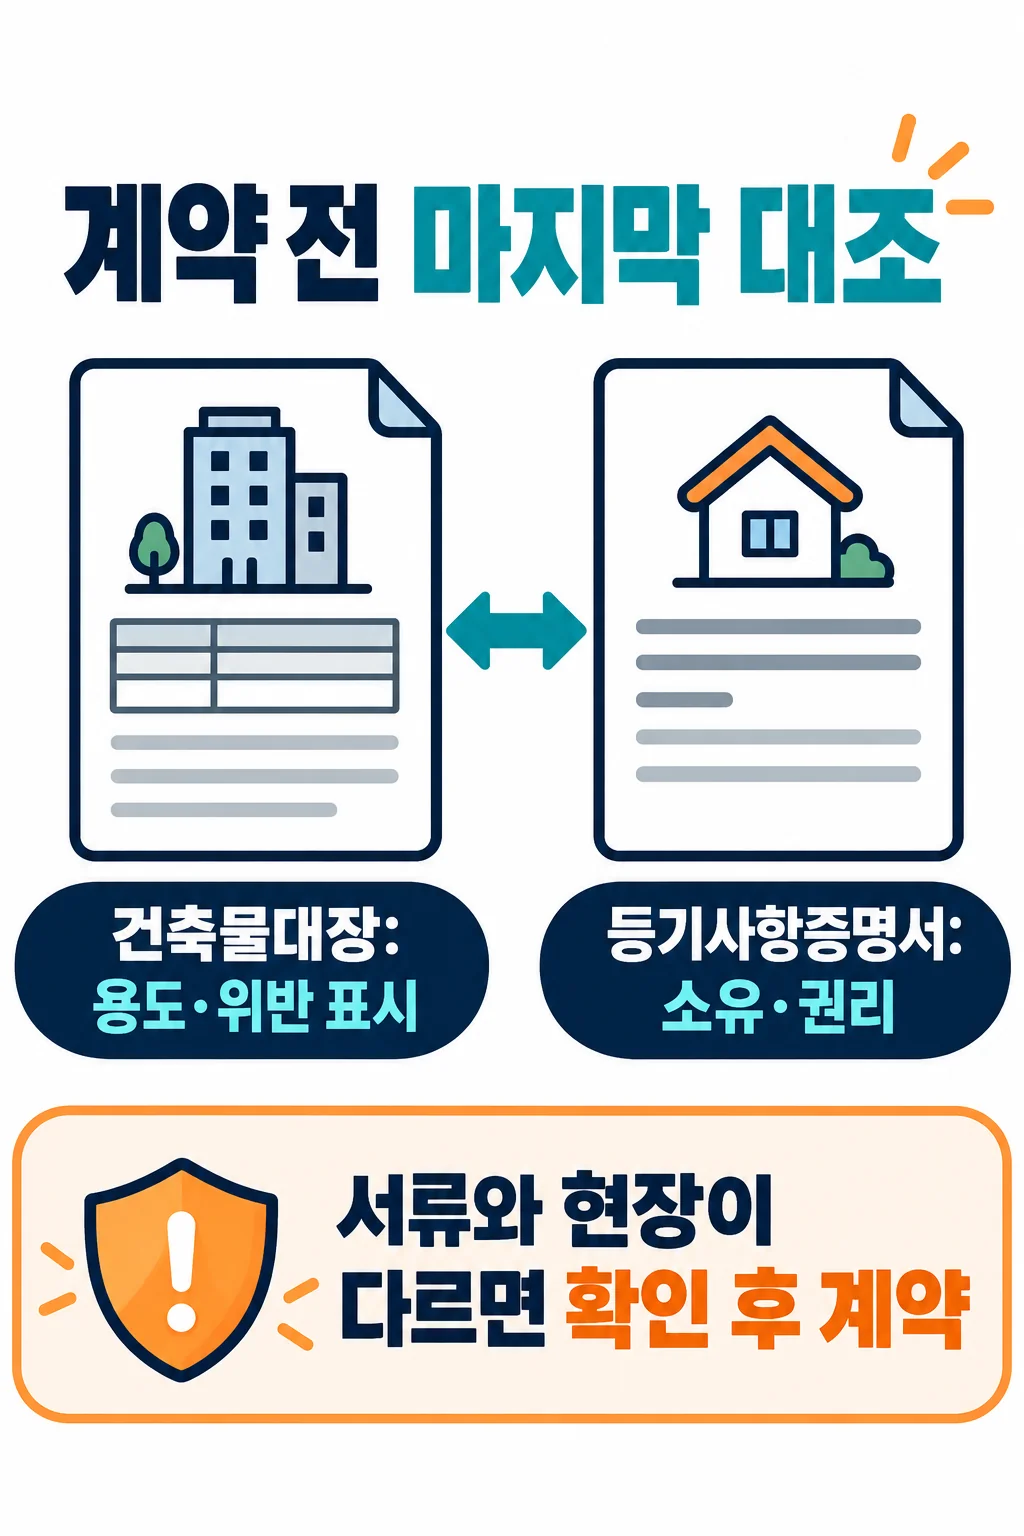 계약 전 마지막 대조
건축물대장:
용도·위반 표시
등기사항증명서:
소유·권리
서류와 현장이
다르면 확인 후 계약